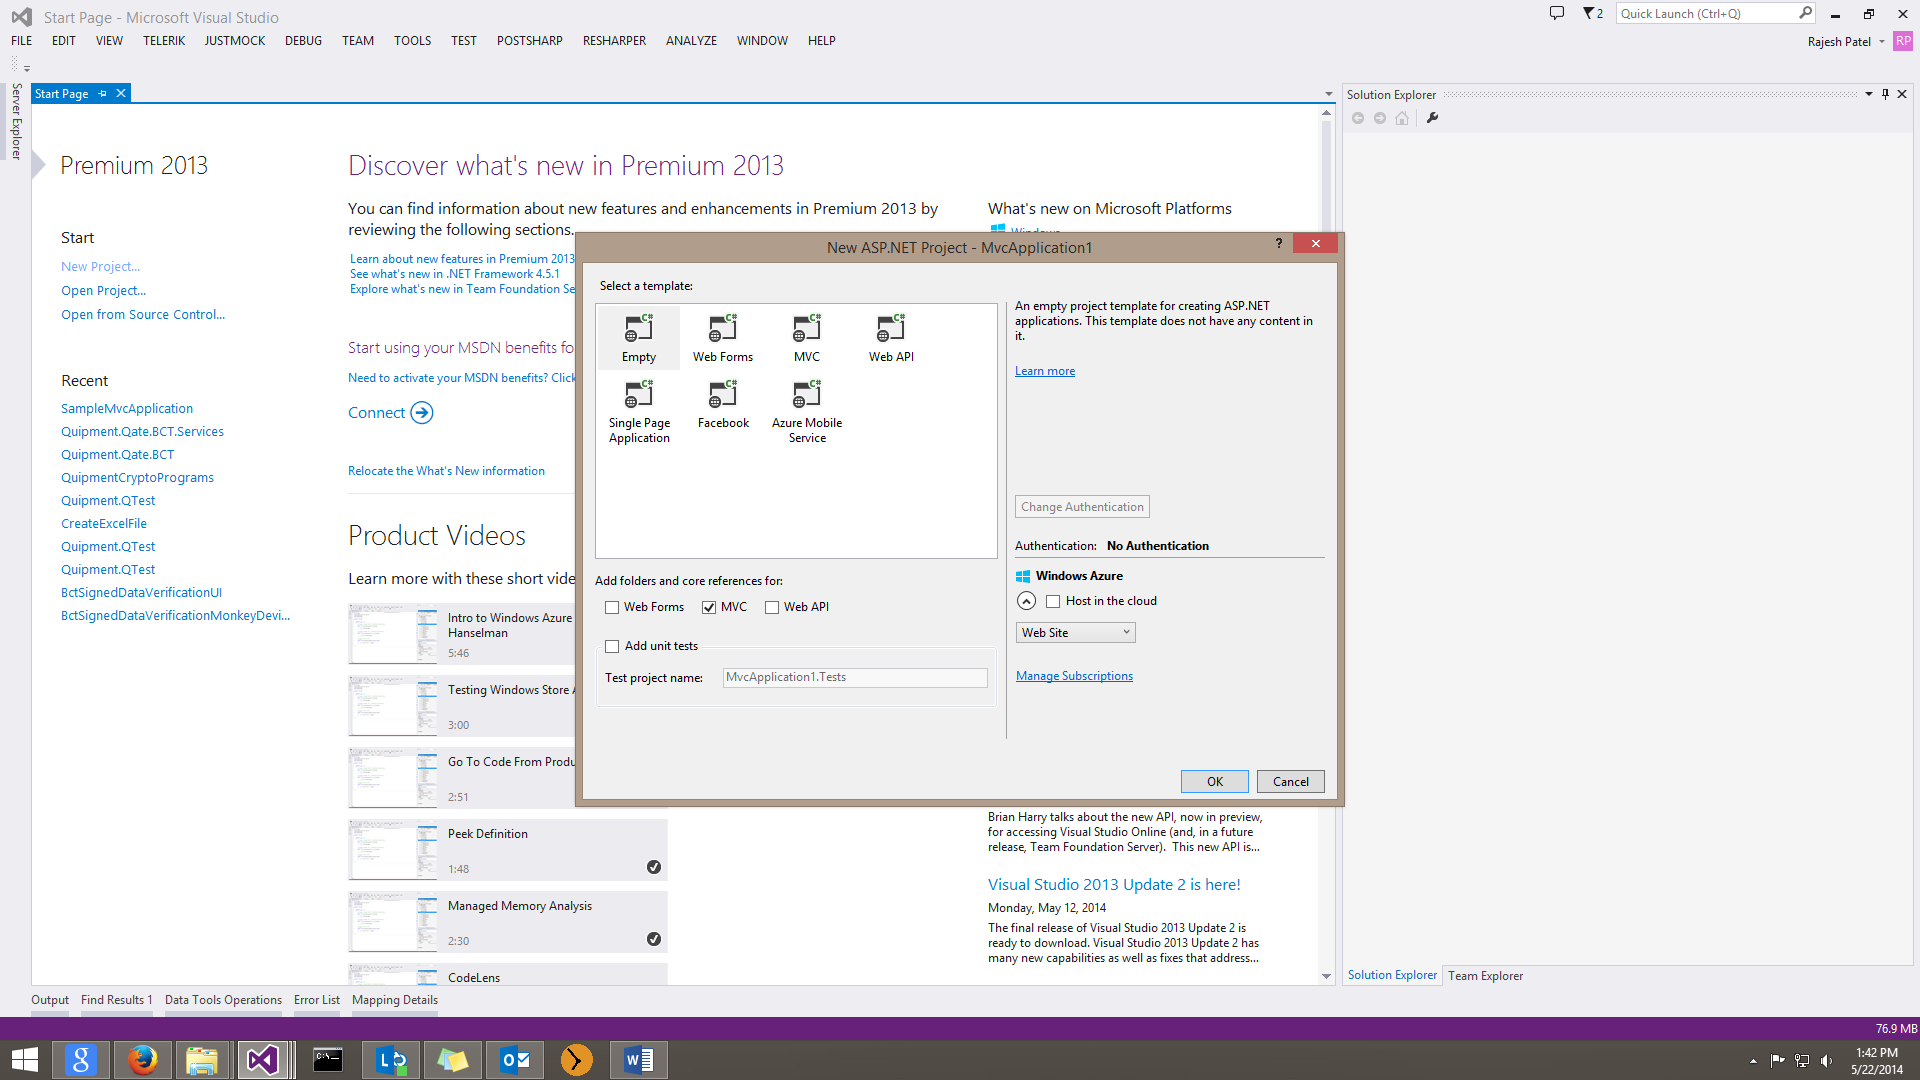 Start Page - Microsoft Visual Studio
2
Quick Launch (Ctrl+Q)
FILE EDIT VIEW TELERIK JUSTMOCK DEBUG TEAM TOOLS TEST POSTSHARP RESHARPER ANALYZE WINDOW HELP
Rajesh Patel RP
Server Explorer
Start Page
Premium 2013
Start
New Project...
Open Project...
Open from Source Control...
Recent
SampleMvcApplication
Quipment.Qate.BCT.Services
Quipment.Qate.BCT
QuipmentCryptoPrograms
Quipment.QTest
CreateExcelFile
Quipment.QTest
Quipment.QTest
BctSignedDataVerificationUI
BctSignedDataVerificationMonkeyDevi...
Discover what's new in Premium 2013
You can find information about new features and enhancements in Premium 2013 by
reviewing the following sections.
Learn about new features in Premium 2013
See what's new in .NET Framework 4.5.1
Explore what's new in Team Foundation Se
Start using your MSDN benefits fo
Need to activate your MSDN benefits? Click
Connect
Relocate the What's New information
Product Videos
Learn more with these short vide
Intro to Windows Azure
Hanselman
5:46
Testing Windows Store A
3:00
Go To Code From Produ
2:51
Peek Definition
1:48
Managed Memory Analysis
2:30
CodeLens
What's new on Microsoft Platforms
Windows
New ASP.NET Project - MvcApplication1
?
Select a template:
C# C# C# C#
Empty Web Forms MVC Web API
C# C# C#
Single Page Facebook Azure Mobile
Application Service
Add folders and core references for:
Web Forms MVC Web API
Add unit tests
Test project name: MvcApplication1.Tests
An empty project template for creating ASP.NET
applications. This template does not have any content in
it.
Learn more
Change Authentication
Authentication: No Authentication
Windows Azure
Host in the cloud
Web Site
Manage Subscriptions
OK Cancel
Brian Harry talks about the new API, now in preview,
for accessing Visual Studio Online (and, in a future
release, Team Foundation Server). This new API is...
Visual Studio 2013 Update 2 is here!
Monday, May 12, 2014
The final release of Visual Studio 2013 Update 2 is
ready to download. Visual Studio 2013 Update 2 has
many new capabilities as well as fixes that address...
Solution Explorer
Solution Explorer Team Explorer
Output Find Results 1 Data Tools Operations Error List Mapping Details
76.9 MB
1:42 PM
5/22/2014